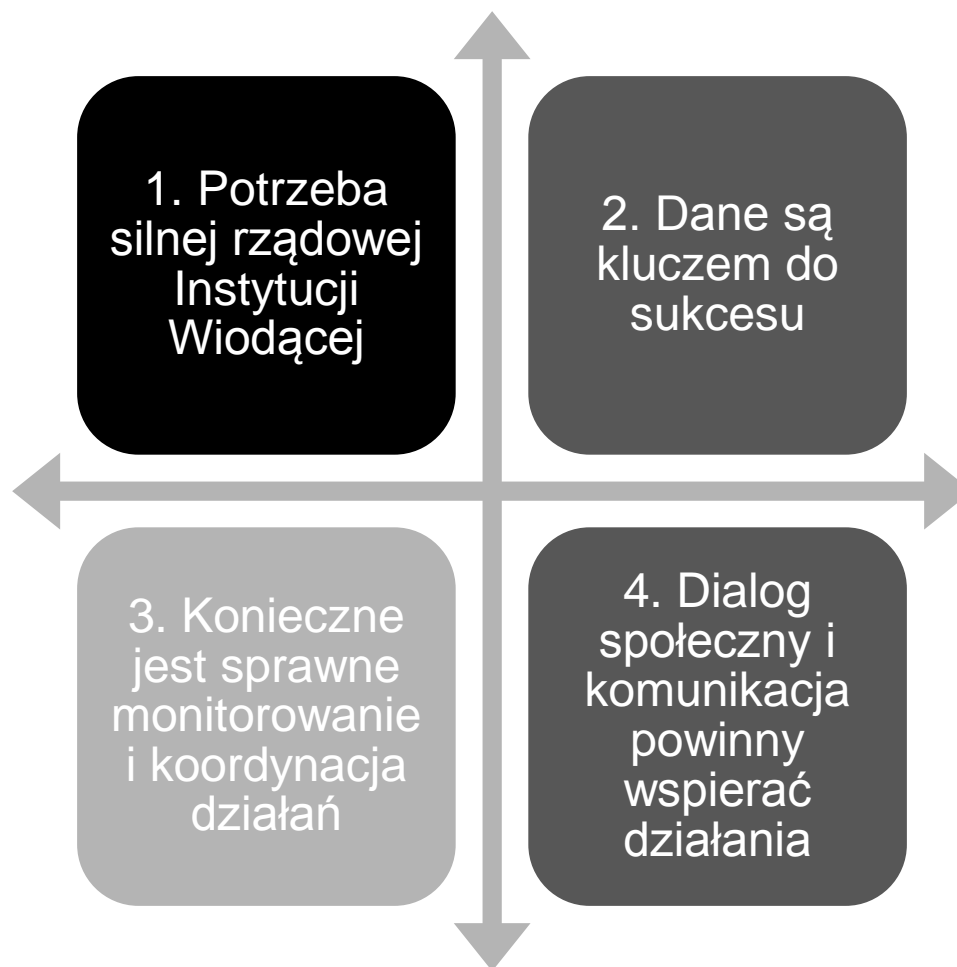 1. Potrzeba
silnej rządowej
Instytucji
Wiodącej
2. Dane są
kluczem do
sukcesu
3. Konieczne
jest sprawne
monitorowanie
i koordynacja
działań
4. Dialog
społeczny i
komunikacja
powinny
wspierać
działania